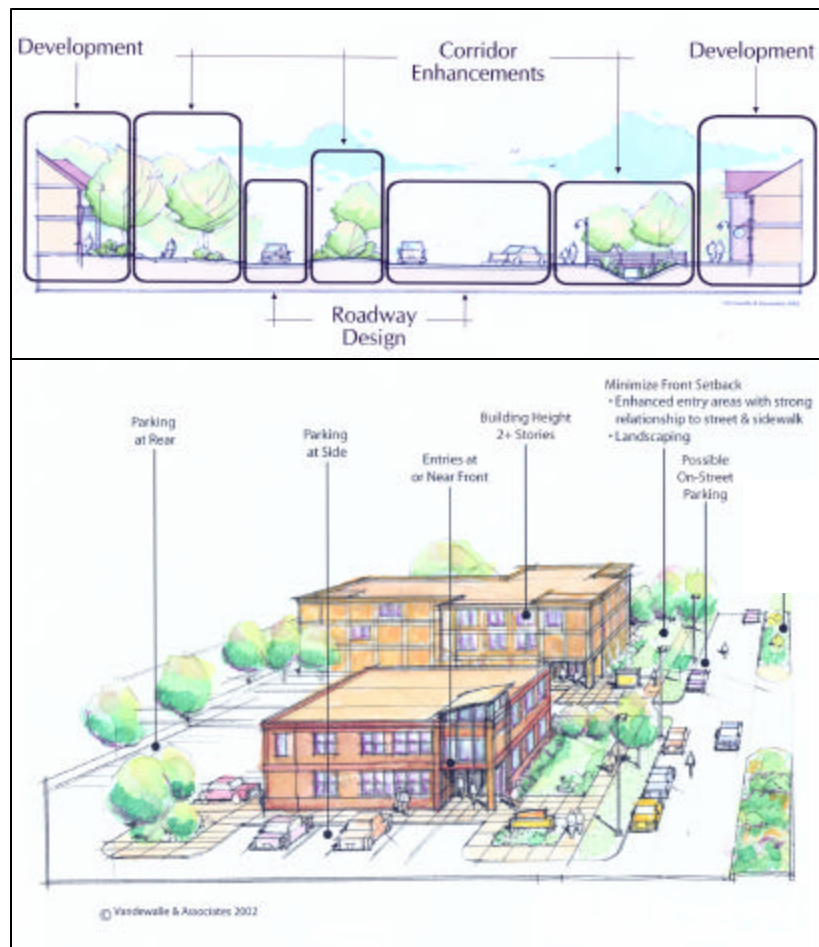 Development
Corridor
Enhancements
Development
Roadway
Design
Parking
at Rear
Parking
at Side
Entries at
or Near Front
Building Height
2+ Stories
Minimize Front Setback
• Enhanced entry areas with strong
relationship to street & sidewalk
• Landscaping
Possible
On-Street
Parking
© Vandewalle & Associates 2002